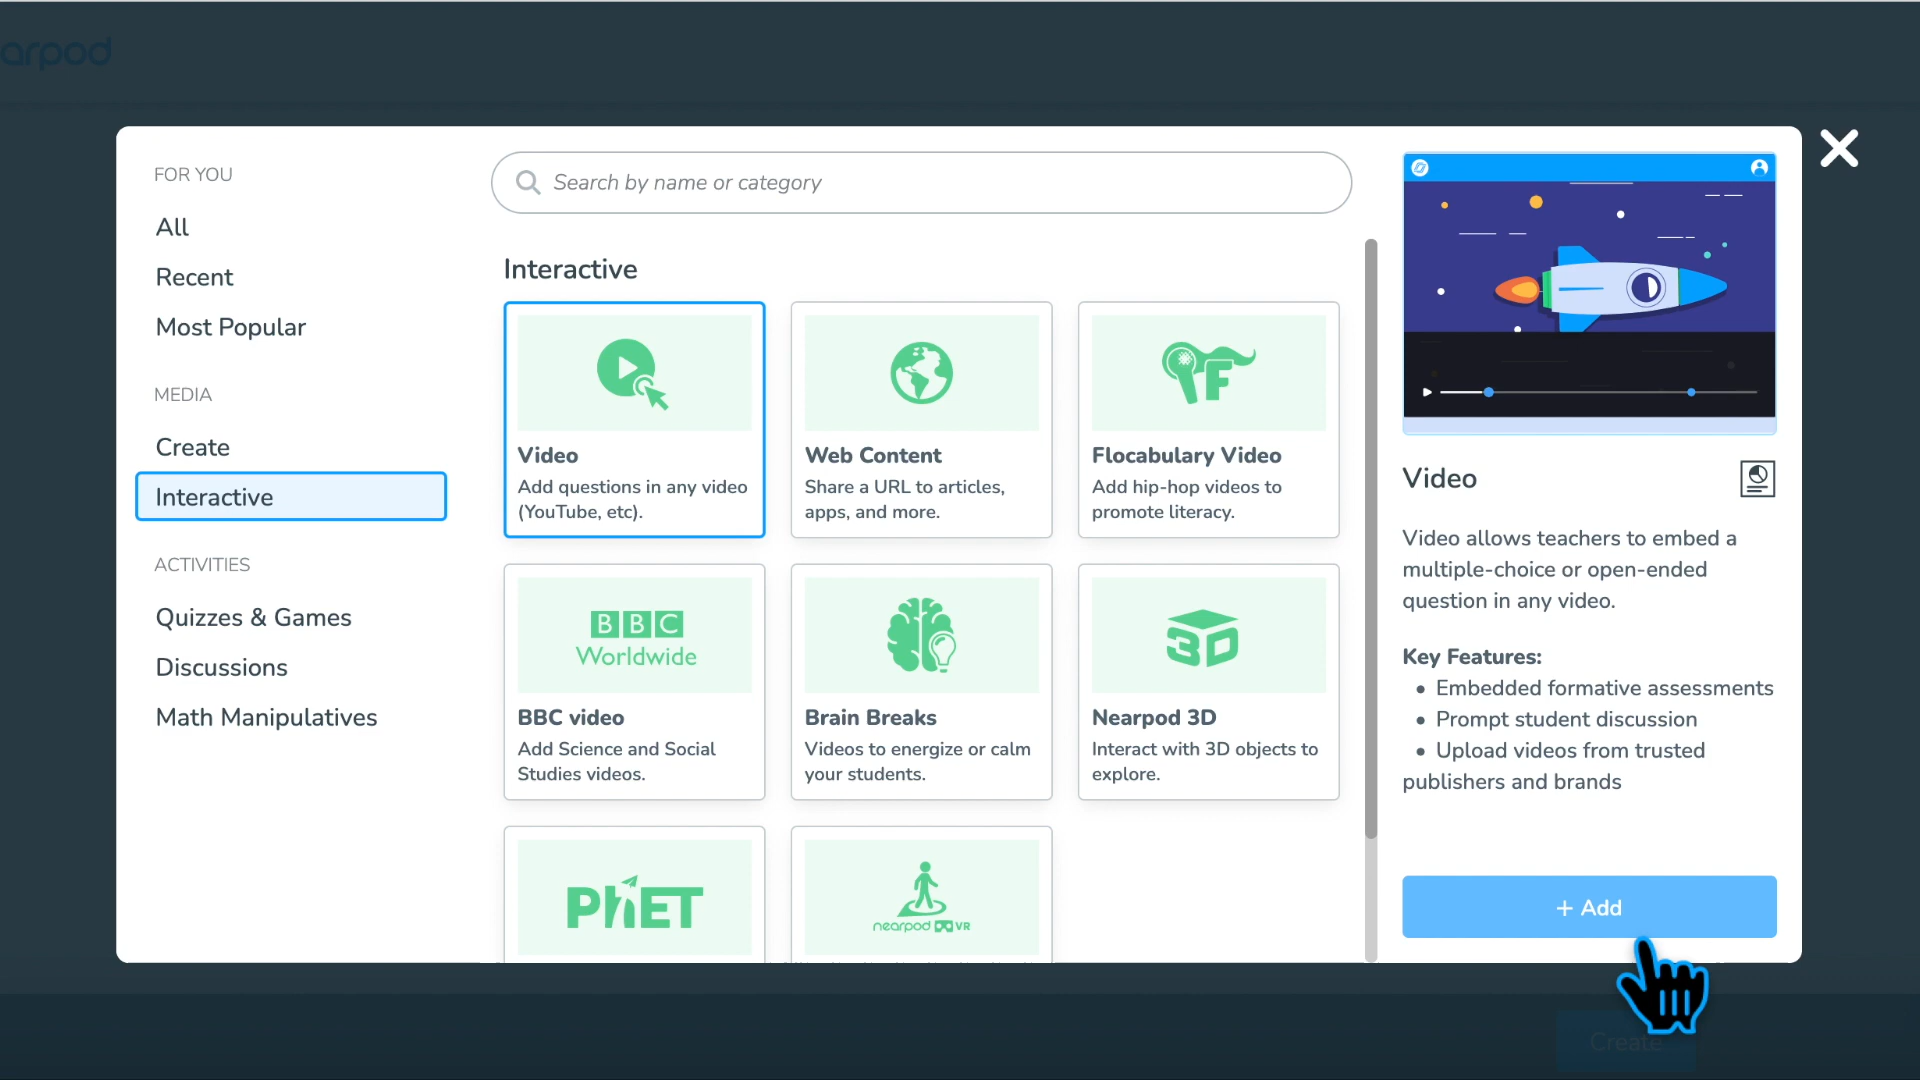 arpod
FOR YOU
All
Recent
Most Popular
MEDIA
Create
Interactive
ACTIVITIES
Quizzes & Games
Discussions
Math Manipulatives
Search by name or category
Interactive
Video
Add questions in any video
(YouTube, etc).
Web Content
Share a URL to articles,
apps, and more.
F
Flocabulary Video
Add hip-hop videos to
promote literacy.
BBC
Worldwide
BBC video
Add Science and Social
Studies videos.
Brain Breaks
Videos to energize or calm
your students.
3D
Nearpod 3D
Interact with 3D objects to
explore.
PhET
nearpod VR
Video
Video allows teachers to embed a
multiple-choice or open-ended
question in any video.
Key Features:
• Embedded formative assessments
• Prompt student discussion
• Upload videos from trusted
publishers and brands
+ Add
Create